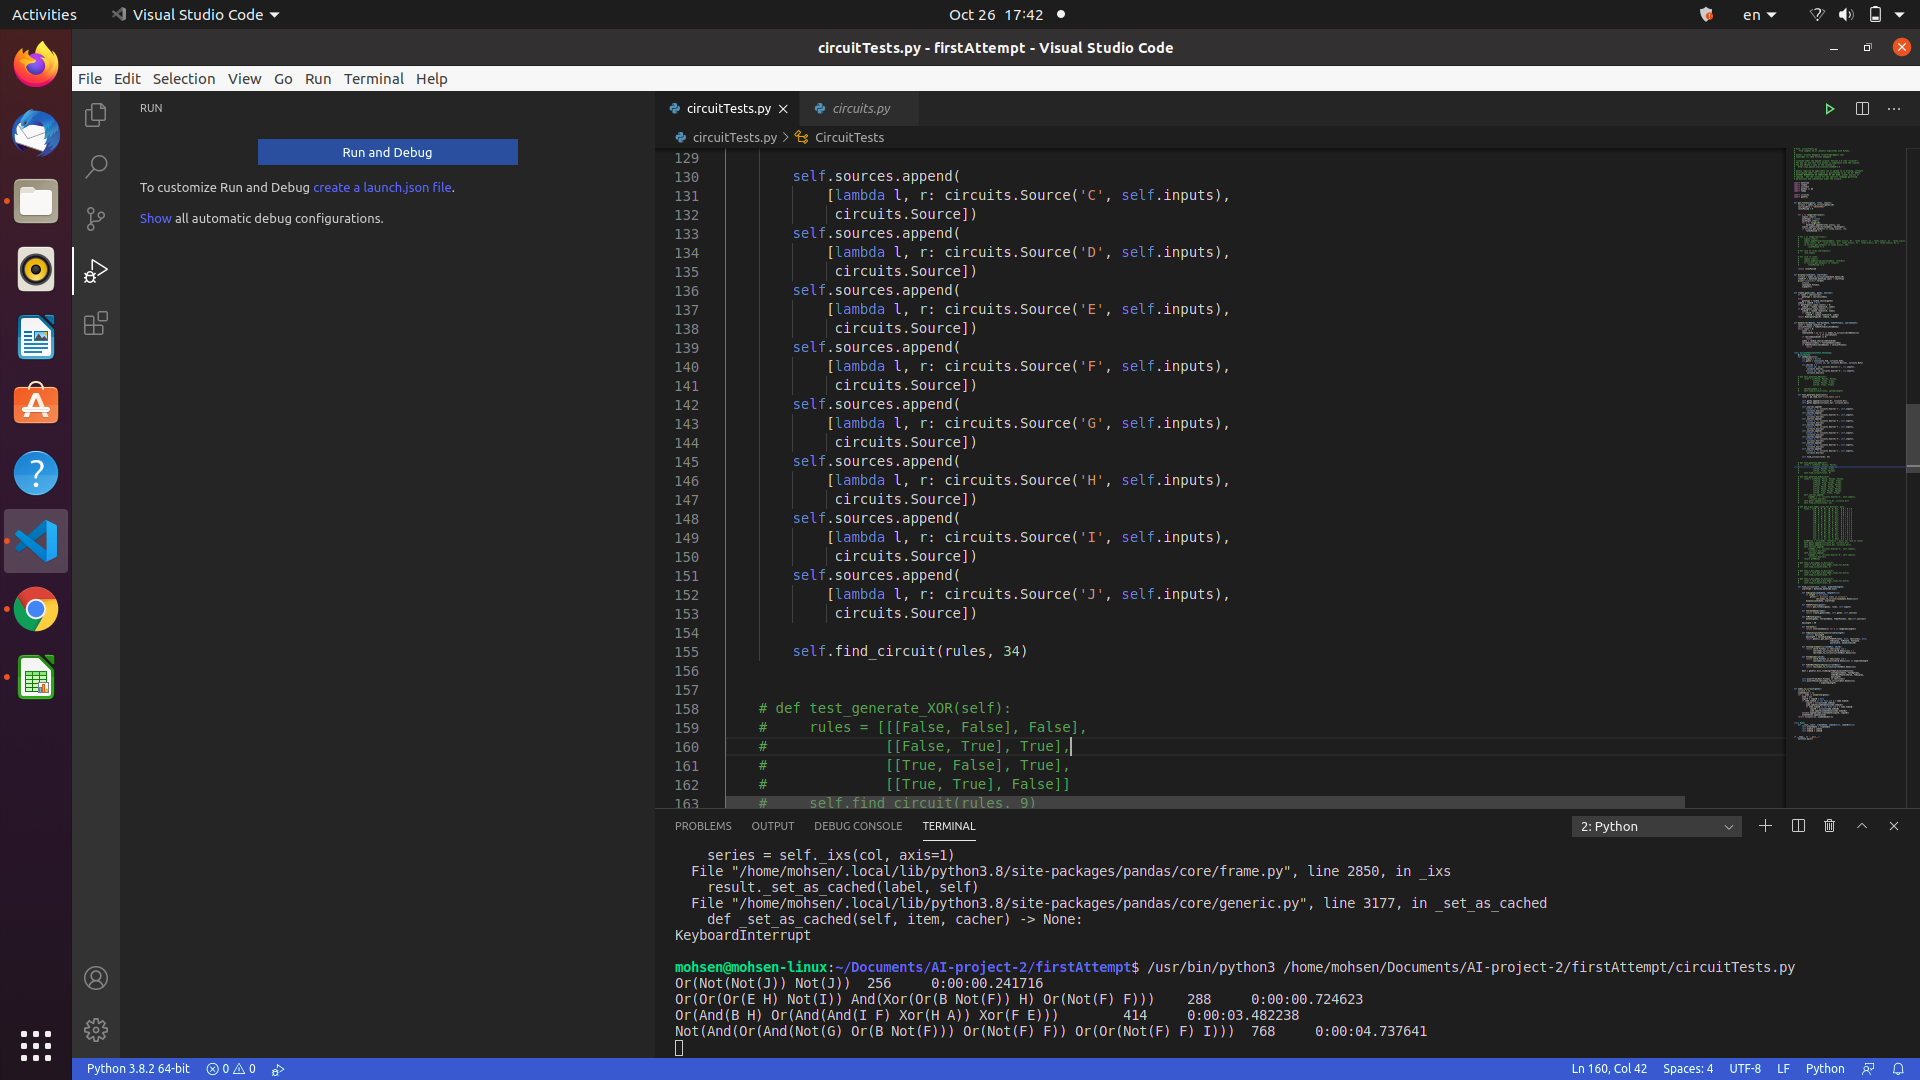 Activities
Visual Studio Code
Oct 26 17:42
en
circuitTests.py - firstAttempt - Visual Studio Code
File Edit Selection View Go Run Terminal Help
RUN
Run and Debug
To customize Run and Debug create a launch.json file.
Show all automatic debug configurations.
circuitTests.py
circuits.py
circuitTests.py > CircuitTests
129
130 self.sources.append(
131 [lambda l, r: circuits.Source('C', self.inputs),
132 circuits.Source])
133 self.sources.append(
134 [lambda l, r: circuits.Source('D', self.inputs),
135 circuits.Source])
136 self.sources.append(
137 [lambda l, r: circuits.Source('E', self.inputs),
138 circuits.Source])
139 self.sources.append(
140 [lambda l, r: circuits.Source('F', self.inputs),
141 circuits.Source])
142 self.sources.append(
143 [lambda l, r: circuits.Source('G', self.inputs),
144 circuits.Source])
145 self.sources.append(
146 [lambda l, r: circuits.Source('H', self.inputs),
147 circuits.Source])
148 self.sources.append(
149 [lambda l, r: circuits.Source('I', self.inputs),
150 circuits.Source])
151 self.sources.append(
152 [lambda l, r: circuits.Source('J', self.inputs),
153 circuits.Source])
154
155 self.find_circuit(rules, 34)
156
157
158 # def test_generate_XOR(self):
159 # rules = [[[False, False], False],
160 # [[False, True], True],
161 # [[True, False], True],
162 # [[True, True], False]]
163 # self.find_circuit(rules, 9)
PROBLEMS OUTPUT DEBUG CONSOLE TERMINAL
2: Python
series = self._ixs(col, axis=1)
File "/home/mohsen/.local/lib/python3.8/site-packages/pandas/core/frame.py", line 2850, in _ixs
result._set_as_cached(label, self)
File "/home/mohsen/.local/lib/python3.8/site-packages/pandas/core/generic.py", line 3177, in _set_as_cached
def _set_as_cached(self, item, cacher) -> None:
KeyboardInterrupt
mohsen@mohsen-linux:~/Documents/AI-project-2/firstAttempt$ /usr/bin/python3 /home/mohsen/Documents/AI-project-2/firstAttempt/circuitTests.py
Or(Not(Not(J)) Not(J)) 256 0:00:00.241716
Or(Or(Or(E H) Not(I)) And(Xor(Or(B Not(F)) H) Or(Not(F) F))) 288 0:00:00.724623
Or(And(B H) Or(And(And(I F) Xor(H A)) Xor(F E))) 414 0:00:03.482238
Not(And(Or(And(Not(G) Or(B Not(F))) Or(Not(F) F)) Or(Or(Not(F) F) I))) 768 0:00:04.737641
Python 3.8.2 64-bit
0 0
Ln 160, Col 42
Spaces: 4
UTF-8
LF
Python